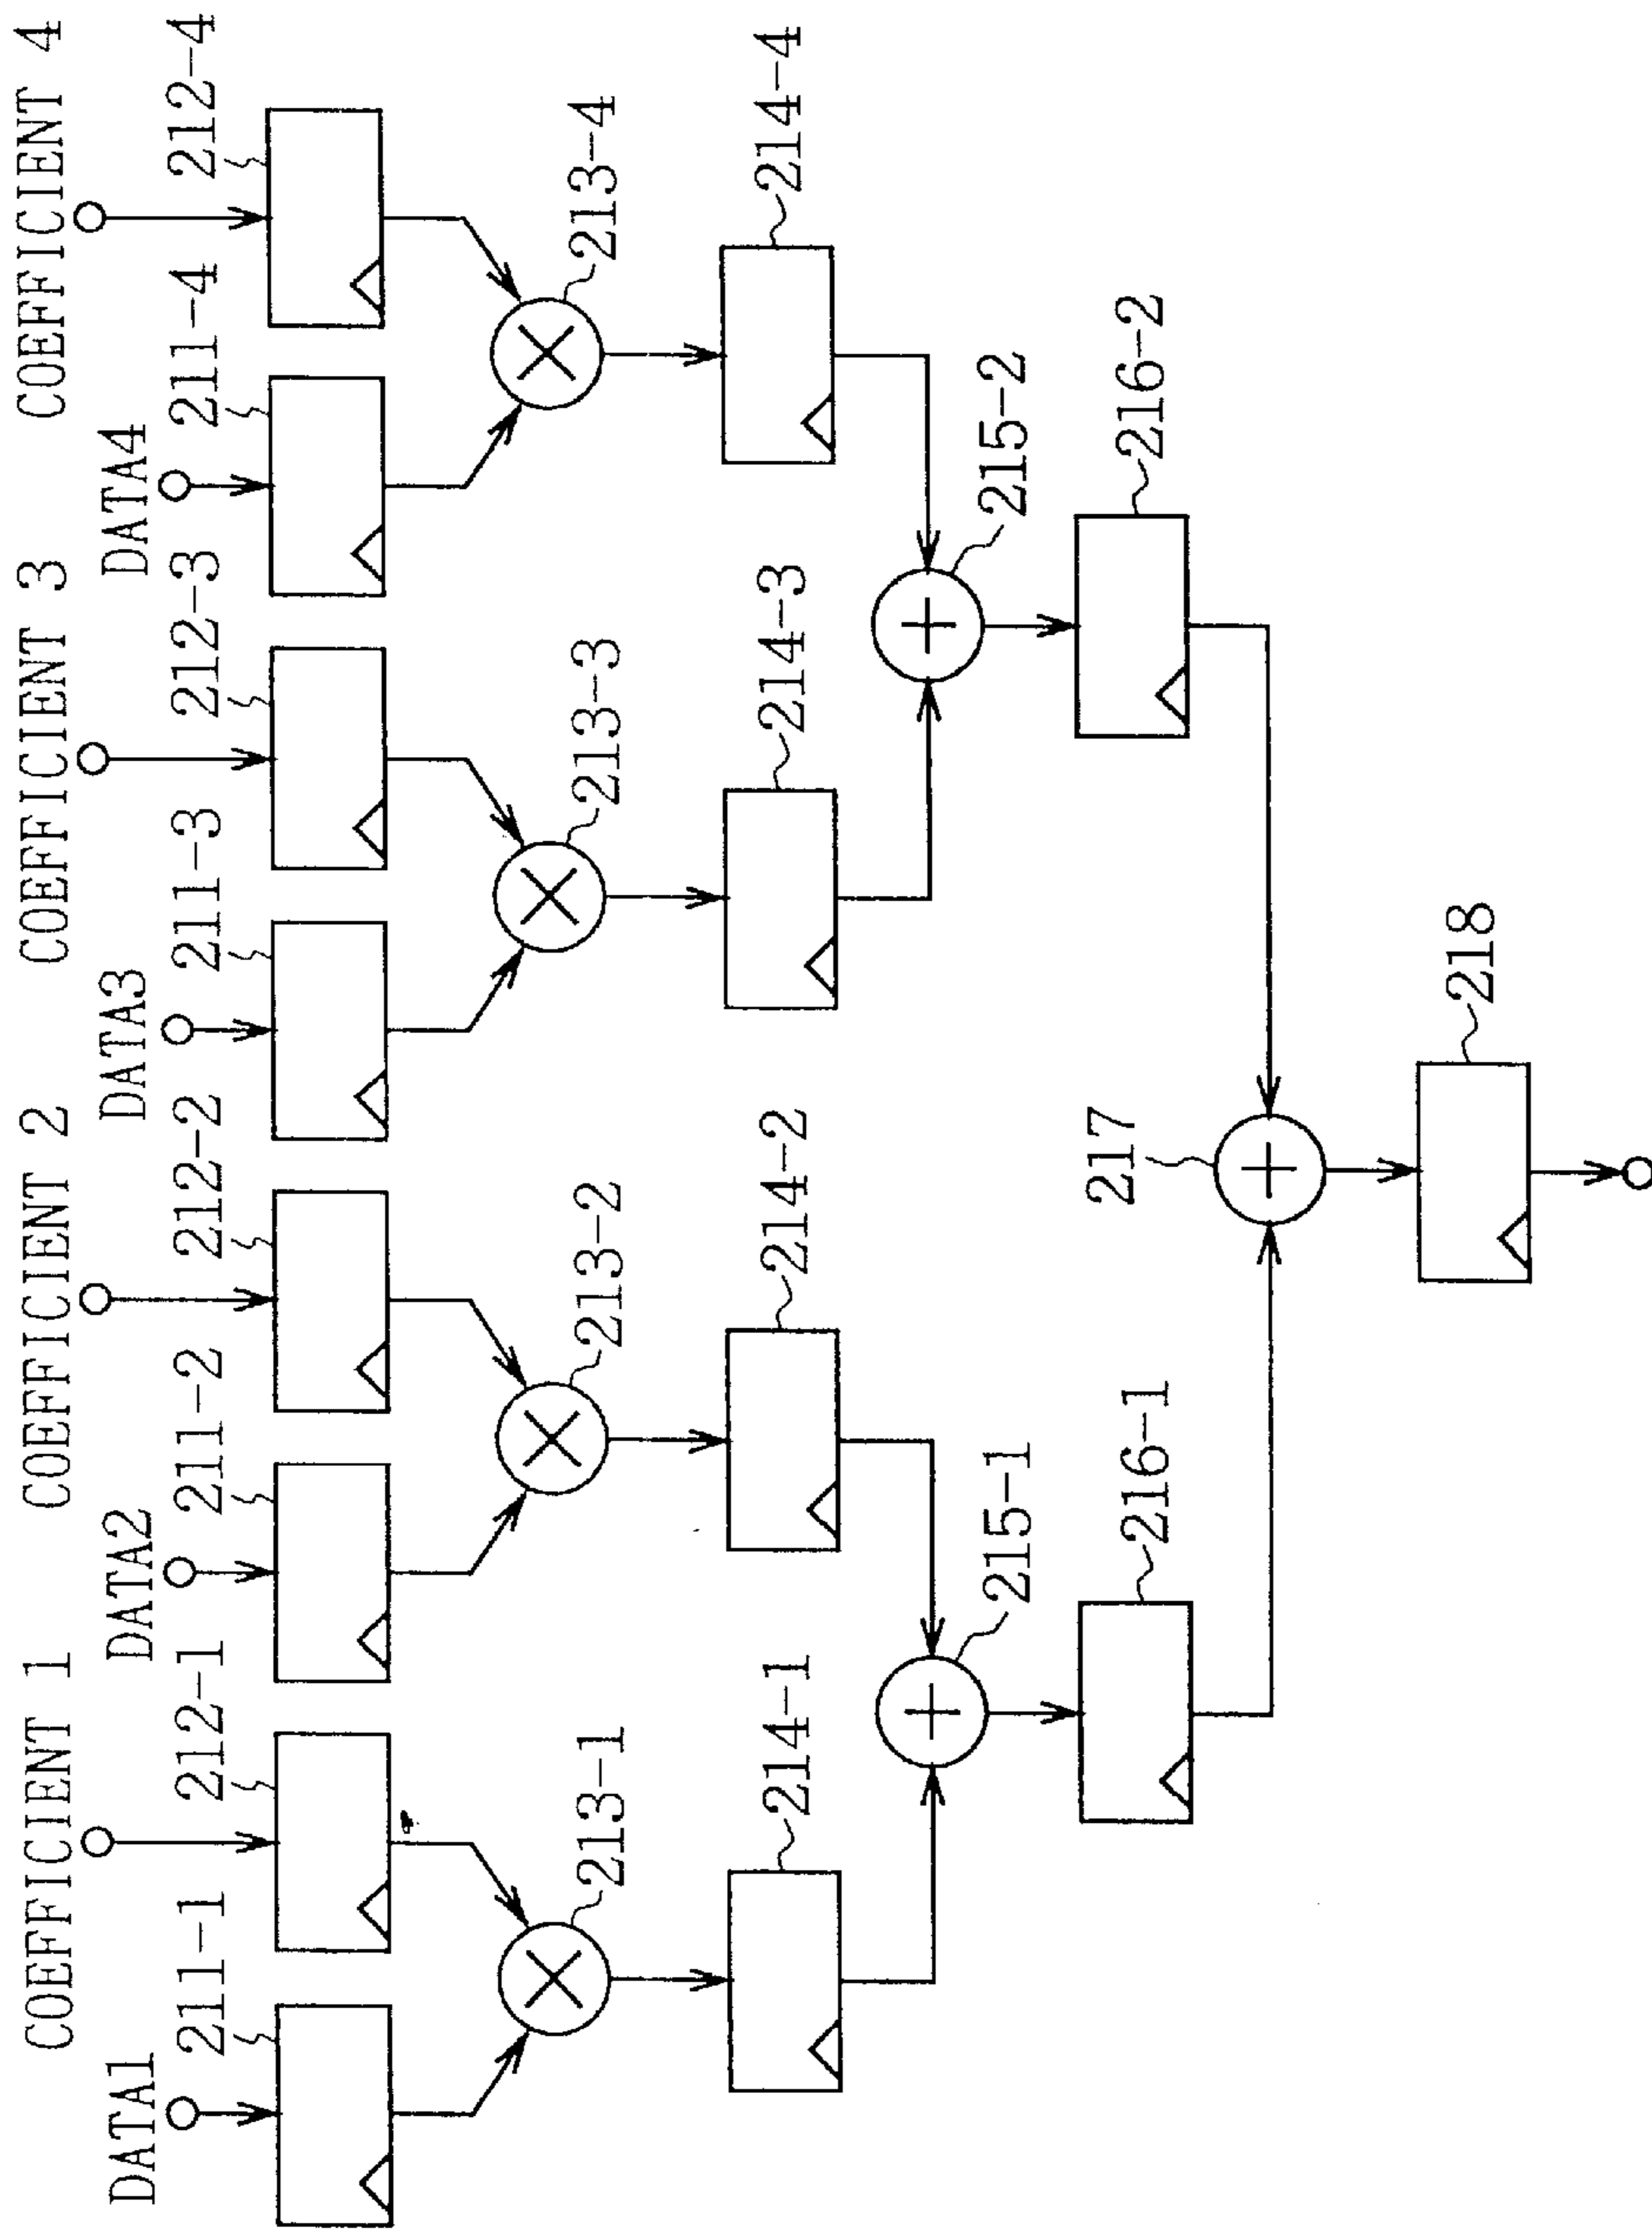 COEFFICIENT 1
COEFFICIENT 2
COEFFICIENT 3
COEFFICIENT 4
DATA1
DATA2
DATA3
DATA4
211-1
212-1
211-2
212-2
211-3
212-3
211-4
212-4
213-1
213-2
213-3
213-4
214-1
214-2
214-3
214-4
215-1
215-2
216-1
216-2
217
218